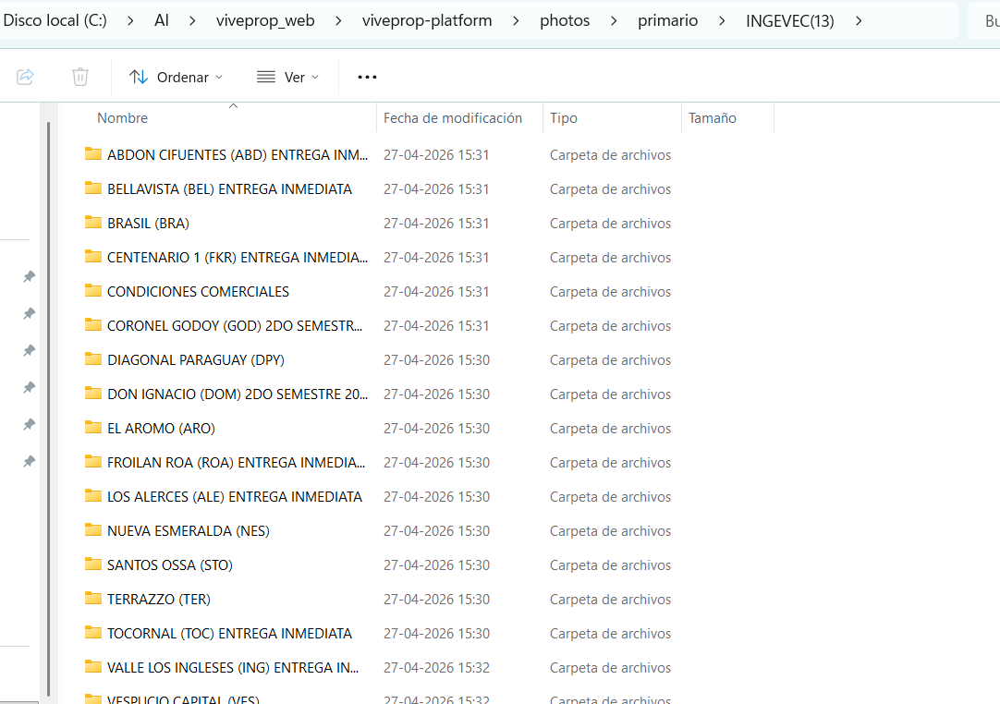 Disco local (C:) > AI > viveprop_web > viveprop-platform > photos > primario > INGEVEC(13) > Bu
Ordenar Ver
Nombre Fecha de modificación Tipo Tamaño
ABDON CIFUENTES (ABD) ENTREGA INM... 27-04-2026 15:31 Carpeta de archivos
BELLAVISTA (BEL) ENTREGA INMEDIATA 27-04-2026 15:31 Carpeta de archivos
BRASIL (BRA) 27-04-2026 15:31 Carpeta de archivos
CENTENARIO 1 (FKR) ENTREGA INMEDIA... 27-04-2026 15:31 Carpeta de archivos
CONDICIONES COMERCIALES 27-04-2026 15:31 Carpeta de archivos
CORONEL GODOY (GOD) 2DO SEMESTR... 27-04-2026 15:31 Carpeta de archivos
DIAGONAL PARAGUAY (DPY) 27-04-2026 15:30 Carpeta de archivos
DON IGNACIO (DOM) 2DO SEMESTRE 20... 27-04-2026 15:30 Carpeta de archivos
EL AROMO (ARO) 27-04-2026 15:30 Carpeta de archivos
FROILAN ROA (ROA) ENTREGA INMEDIA... 27-04-2026 15:30 Carpeta de archivos
LOS ALERCES (ALE) ENTREGA INMEDIATA 27-04-2026 15:30 Carpeta de archivos
NUEVA ESMERALDA (NES) 27-04-2026 15:30 Carpeta de archivos
SANTOS OSSA (STO) 27-04-2026 15:30 Carpeta de archivos
TERRAZZO (TER) 27-04-2026 15:30 Carpeta de archivos
TOCORNAL (TOC) ENTREGA INMEDIATA 27-04-2026 15:30 Carpeta de archivos
VALLE LOS INGLESES (ING) ENTREGA IN... 27-04-2026 15:32 Carpeta de archivos
VESPUCIO CAPITAL (VES) 27-04-2026 15:32 Carpeta de archivos